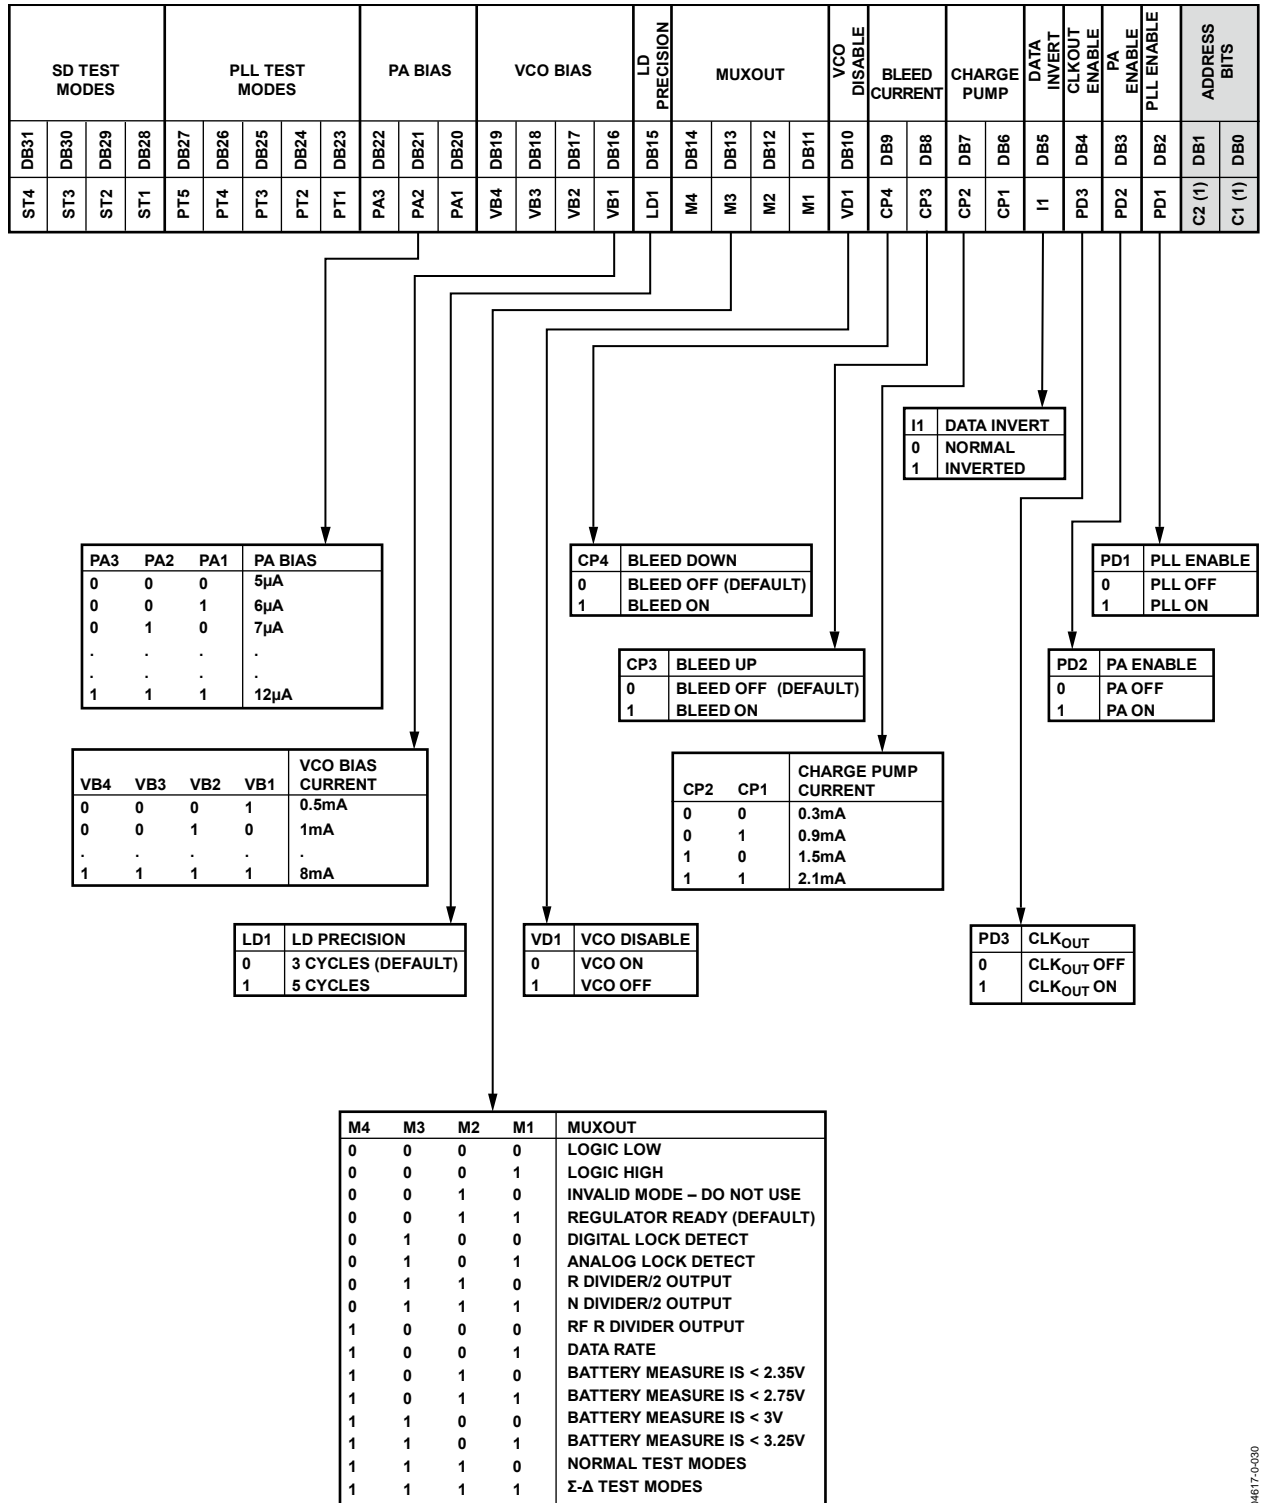 SD TEST MODES
PLL TEST MODES
PA BIAS
VCO BIAS
LD PRECISION
MUXOUT
VCO DISABLE
BLEED CURRENT
CHARGE PUMP
DATA INVERT
CLKOUT ENABLE
PA ENABLE
PLL ENABLE
ADDRESS BITS
DB31 DB30 DB29 DB28 DB27 DB26 DB25 DB24 DB23 DB22 DB21 DB20 DB19 DB18 DB17 DB16 DB15 DB14 DB13 DB12 DB11 DB10 DB9 DB8 DB7 DB6 DB5 DB4 DB3 DB2 DB1 DB0
ST4 ST3 ST2 ST1 PT5 PT4 PT3 PT2 PT1 PA3 PA2 PA1 VB4 VB3 VB2 VB1 LD1 M4 M3 M2 M1 VD1 CP4 CP3 CP2 CP1 I1 PD3 PD2 PD1 C2 (1) C1 (1)
I1 DATA INVERT
0 NORMAL
1 INVERTED
PA3 PA2 PA1 PA BIAS
0 0 0 5µA
0 0 1 6µA
0 1 0 7µA
. . . .
. . . .
1 1 1 12µA
CP4 BLEED DOWN
0 BLEED OFF (DEFAULT)
1 BLEED ON
PD1 PLL ENABLE
0 PLL OFF
1 PLL ON
CP3 BLEED UP
0 BLEED OFF (DEFAULT)
1 BLEED ON
PD2 PA ENABLE
0 PA OFF
1 PA ON
VCO BIAS
VB4 VB3 VB2 VB1 CURRENT
0 0 0 1 0.5mA
0 0 1 0 1mA
. . . . .
1 1 1 1 8mA
CHARGE PUMP
CP2 CP1 CURRENT
0 0 0.3mA
0 1 0.9mA
1 0 1.5mA
1 1 2.1mA
LD1 LD PRECISION
0 3 CYCLES (DEFAULT)
1 5 CYCLES
VD1 VCO DISABLE
0 VCO ON
1 VCO OFF
PD3 CLKOUT
0 CLKOUT OFF
1 CLKOUT ON
M4 M3 M2 M1 MUXOUT
0 0 0 0 LOGIC LOW
0 0 0 1 LOGIC HIGH
0 0 1 0 INVALID MODE – DO NOT USE
0 0 1 1 REGULATOR READY (DEFAULT)
0 1 0 0 DIGITAL LOCK DETECT
0 1 0 1 ANALOG LOCK DETECT
0 1 1 0 R DIVIDER/2 OUTPUT
0 1 1 1 N DIVIDER/2 OUTPUT
1 0 0 0 RF R DIVIDER OUTPUT
1 0 0 1 DATA RATE
1 0 1 0 BATTERY MEASURE IS < 2.35V
1 0 1 1 BATTERY MEASURE IS < 2.75V
1 1 0 0 BATTERY MEASURE IS < 3V
1 1 0 1 BATTERY MEASURE IS < 3.25V
1 1 1 0 NORMAL TEST MODES
1 1 1 1 Σ-Δ TEST MODES
04617-0-030